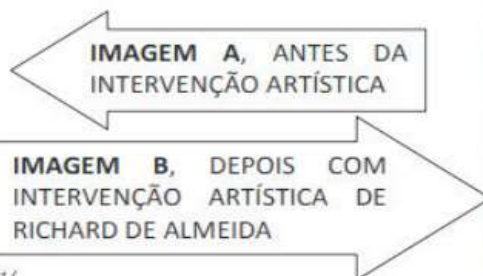 IMAGEM A, ANTES DA
INTERVENÇÃO ARTÍSTICA
IMAGEM B, DEPOIS COM
INTERVENÇÃO ARTÍSTICA DE
RICHARD DE ALMEIDA